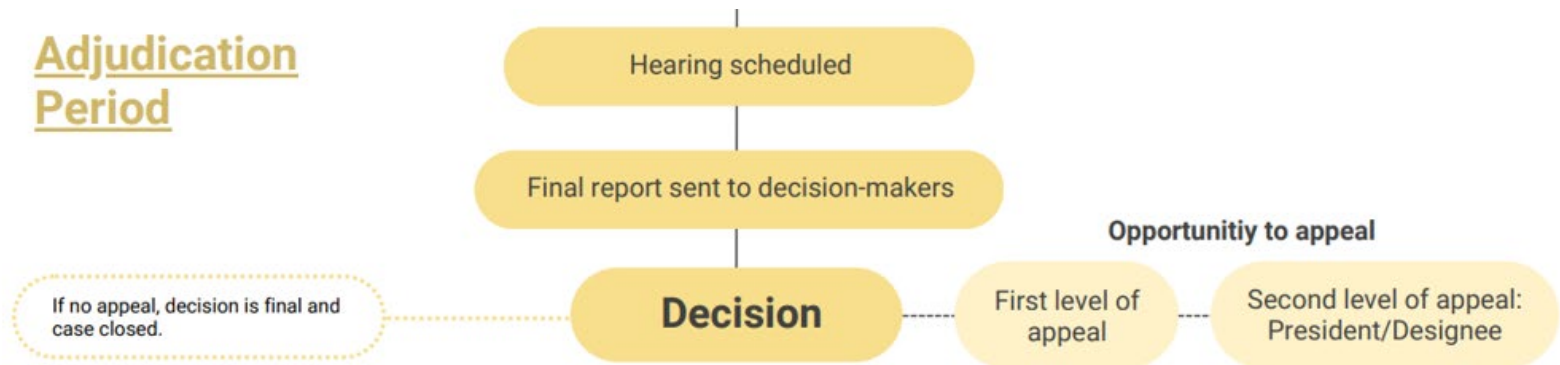 Adjudication
Period
Hearing scheduled
Final report sent to decision-makers
Opportunitiy to appeal
If no appeal, decision is final and
case closed.
Decision
First level of
appeal
Second level of appeal:
President/Designee